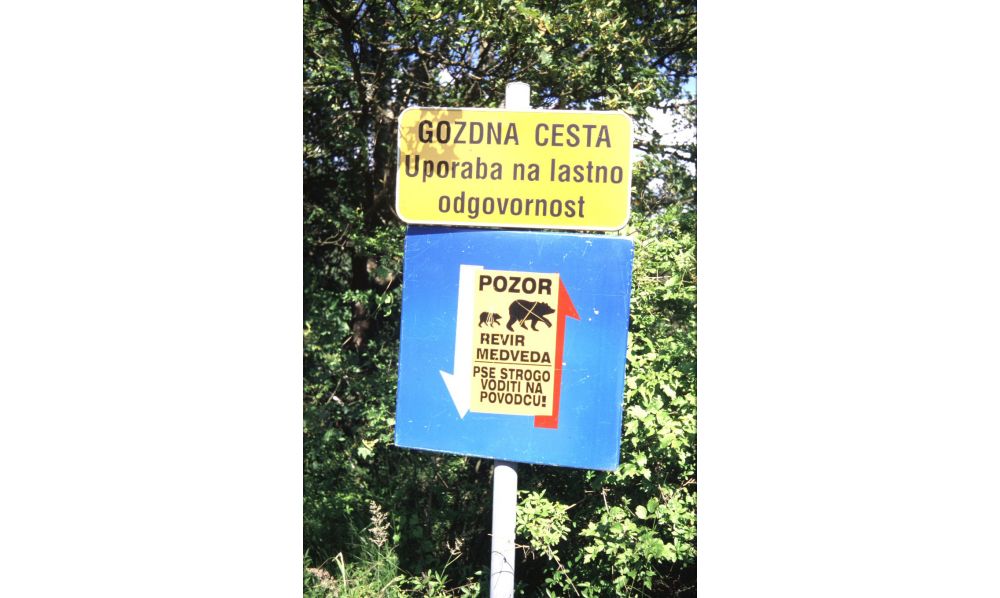 GOZDNA CESTA
Uporaba na lastno
odgovornost
POZOR
REVIR
MEDVEDA
PSE STROGO
VODITI NA
POVODCU!